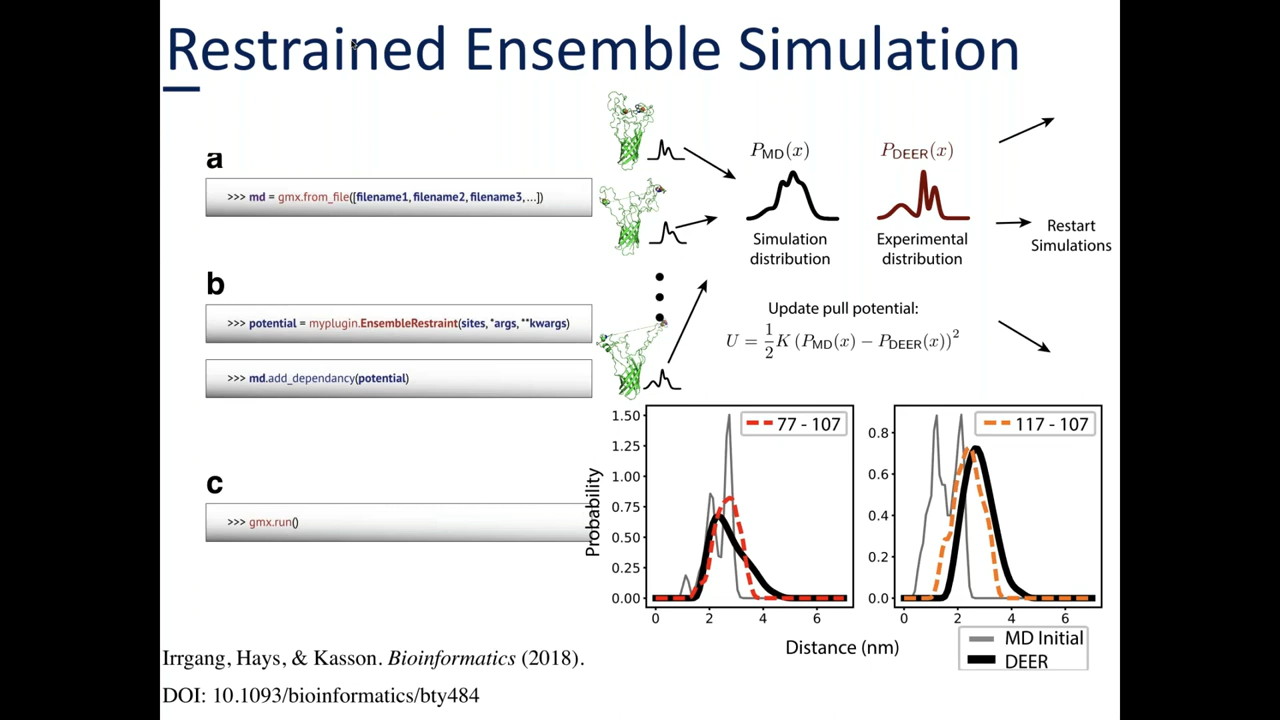 Restrained Ensemble Simulation
a
>>> md = gmx.from_file([filename1, filename2, filename3, ...])
b
>>> potential = myplugin.EnsembleRestraint(sites, *args, **kwargs)
>>> md.add_dependancy(potential)
c
>>> gmx.run()
P_MD(x)
P_DEER(x)
Simulation
distribution
Experimental
distribution
Restart
Simulations
Update pull potential:
U = 1/2 K (P_MD(x) − P_DEER(x))²
Probability
1.50
1.25
1.00
0.75
0.50
0.25
0.00
0 2 4 6
77 - 107
0.8
0.6
0.4
0.2
0.0
0 2 4 6
117 - 107
Distance (nm)
MD Initial
DEER
Irrgang, Hays, & Kasson. Bioinformatics (2018).
DOI: 10.1093/bioinformatics/bty484